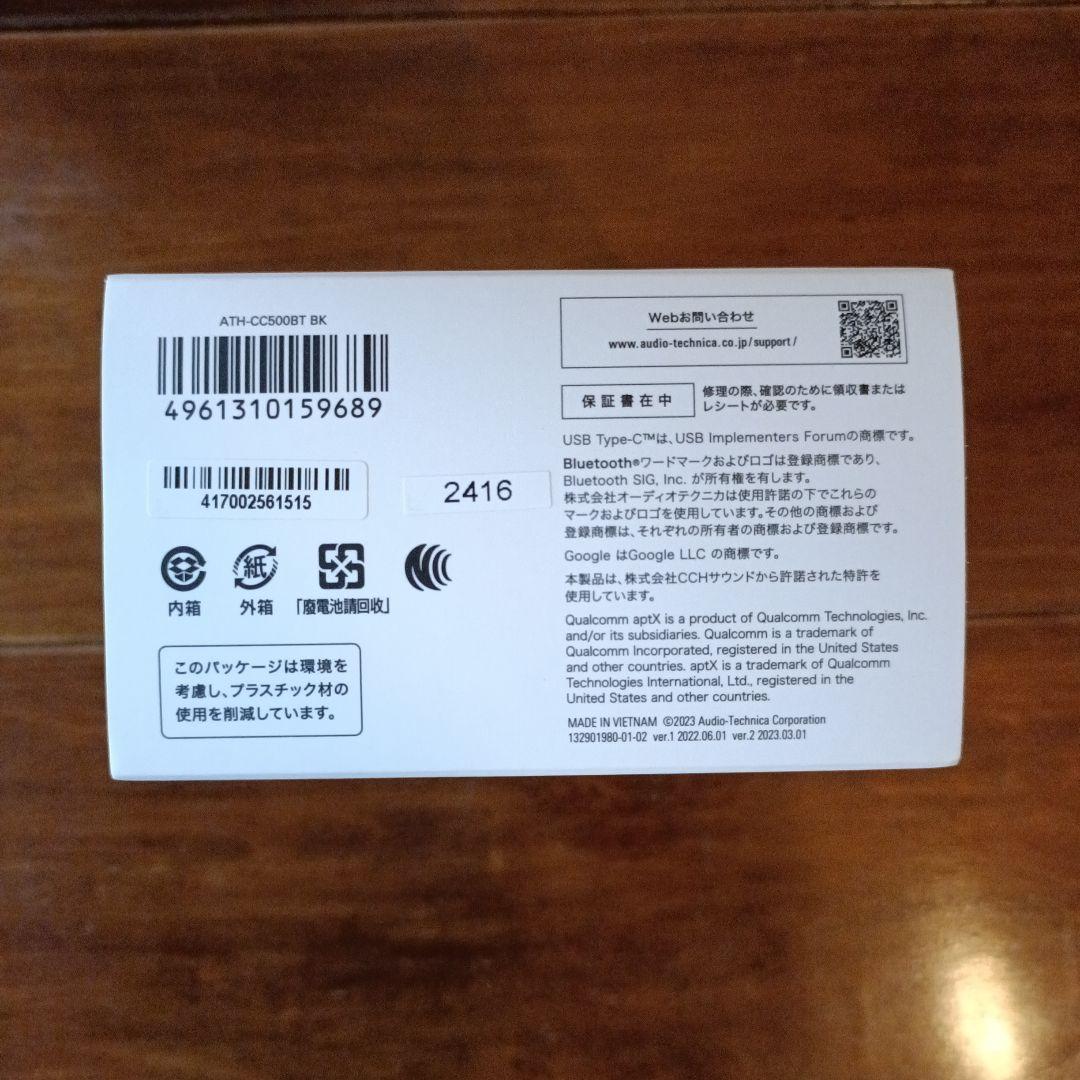 ATH-CC500BT BK
4961310159689
417002561515
2416
内箱
紙
外箱
「廃電池請回収」
このパッケージは環境を
考慮し、プラスチック材の
使用を削減しています。
Webお問い合わせ
www.audio-technica.co.jp/support/
保証書在中
修理の際、確認のために領収書または
レシートが必要です。
USB Type-C™は、USB Implementers Forumの商標です。
Bluetooth®ワードマークおよびロゴは登録商標であり、
Bluetooth SIG, Inc. が所有権を有します。
株式会社オーディオテクニカは使用許諾の下でこれらの
マークおよびロゴを使用しています。その他の商標および
登録商標は、それぞれの所有者の商標および登録商標です。
Google はGoogle LLC の商標です。
本製品は、株式会社CCHサウンドから許諾された特許を
使用しています。
Qualcomm aptX is a product of Qualcomm Technologies, Inc.
and/or its subsidiaries. Qualcomm is a trademark of
Qualcomm Incorporated, registered in the United States
and other countries. aptX is a trademark of Qualcomm
Technologies International, Ltd., registered in the
United States and other countries.
MADE IN VIETNAM ©2023 Audio-Technica Corporation
132901980-01-02 ver.1 2022.06.01 ver.2 2023.03.01